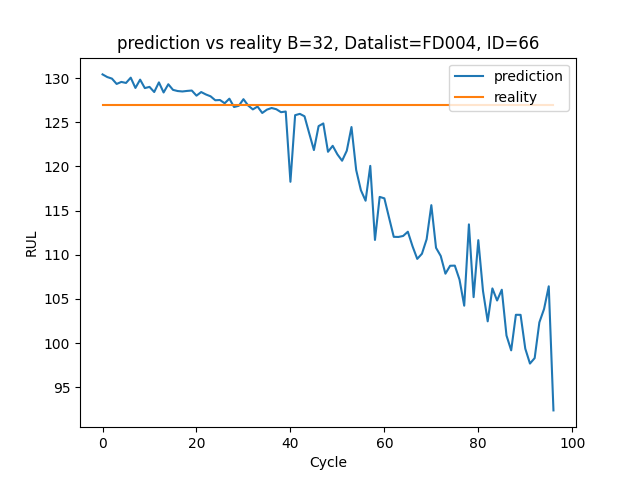 prediction vs reality B=32, Datalist=FD004, ID=66
prediction
reality
130
125
120
115
110
105
100
95
RUL
0 20 40 60 80 100
Cycle